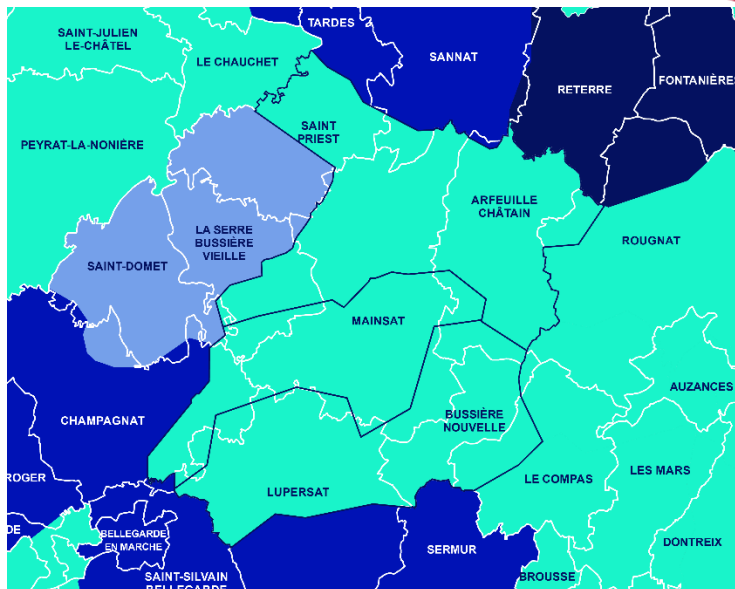 TARDES
SAINT-JULIEN
LE-CHÂTEL
LE CHAUCHET
SANNAT
RETERRE
FONTANIÈRES
SAINT
PRIEST
PEYRAT-LA-NONIÈRE
ARFEUILLE
CHÂTAIN
LA SERRE
BUSSIÈRE
VIEILLE
ROUGNAT
SAINT-DOMET
MAINSAT
AUZANCES
CHAMPAGNAT
BUSSIÈRE
NOUVELLE
LES MARS
ROGER
LE COMPAS
LUPERSAT
DE
BELLEGARDE
EN MARCHE
DONTREIX
SERMUR
SAINT-SILVAIN
BELLEGARDE
BROUSSE